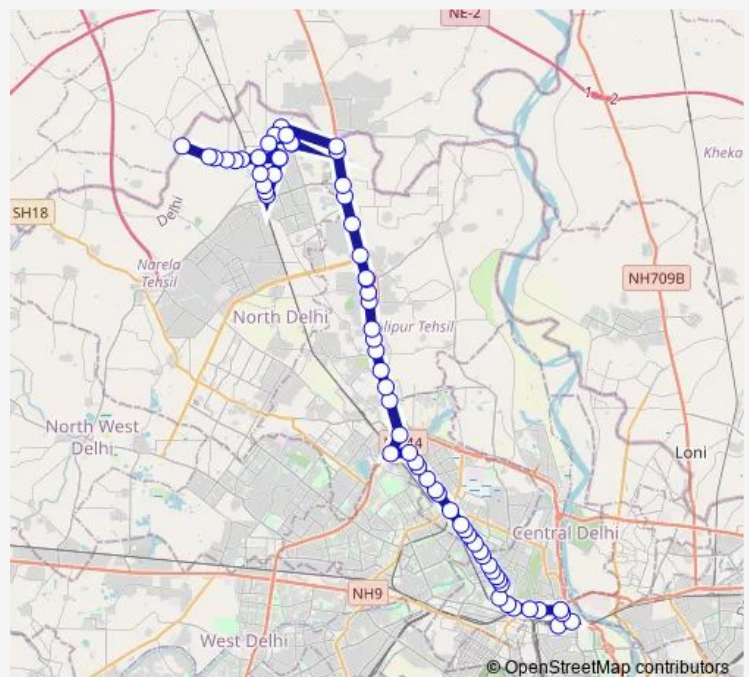 NE-2
1 2
Kheka
SH18
Delhi
Narela
Tehsil
NH709B
North Delhi
lipur Tehsil
North West
Delhi
44
Loni
Central Delhi
NH9
West Delhi
© OpenStreetMap contributors